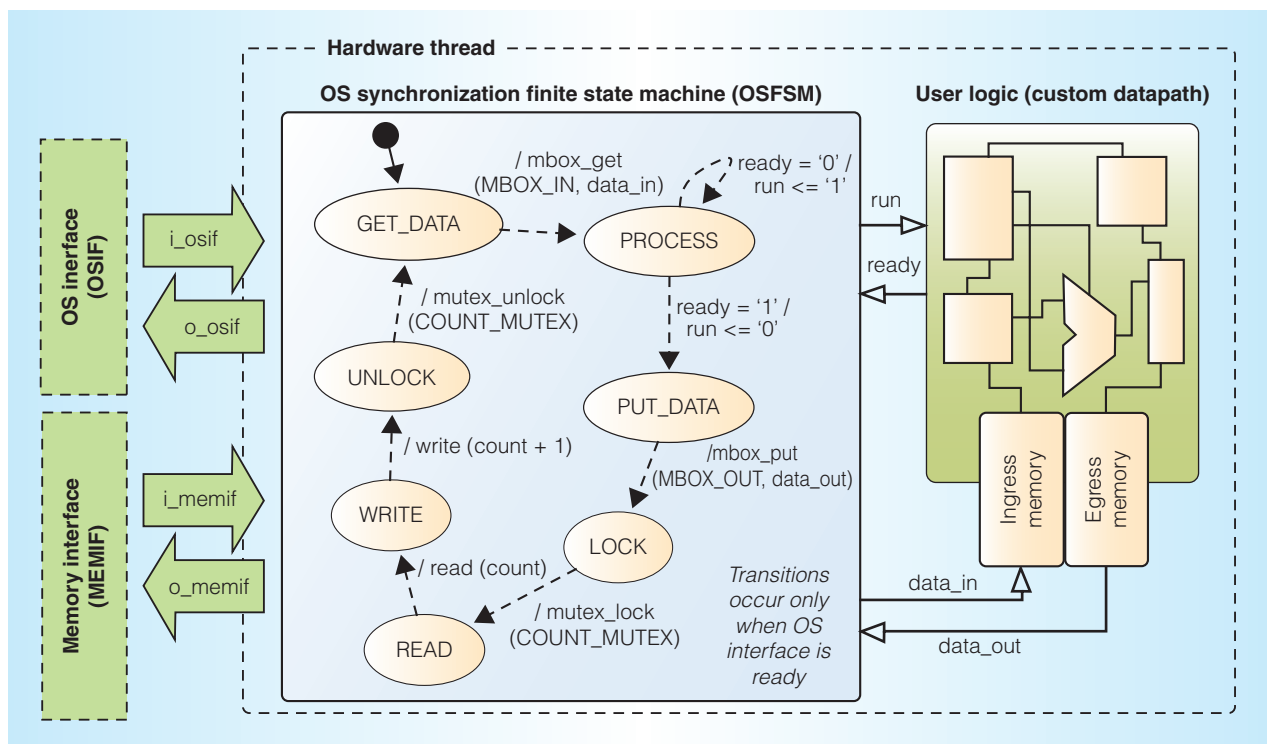 Hardware thread
OS synchronization finite state machine (OSFSM)
User logic (custom datapath)
OS inerface
(OSIF)
i_osif
o_osif
Memory interface
(MEMIF)
i_memif
o_memif
GET_DATA
/ mbox_get
(MBOX_IN, data_in)
ready = ‘0’ /
run <= ‘1’
PROCESS
ready = ‘1’ /
run <= ‘0’
PUT_DATA
/mbox_put
(MBOX_OUT, data_out)
LOCK
/ mutex_lock
(COUNT_MUTEX)
READ
/ read (count)
WRITE
/ write (count + 1)
UNLOCK
/ mutex_unlock
(COUNT_MUTEX)
Transitions
occur only
when OS
interface is
ready
run
ready
Ingress
memory
Egress
memory
data_in
data_out